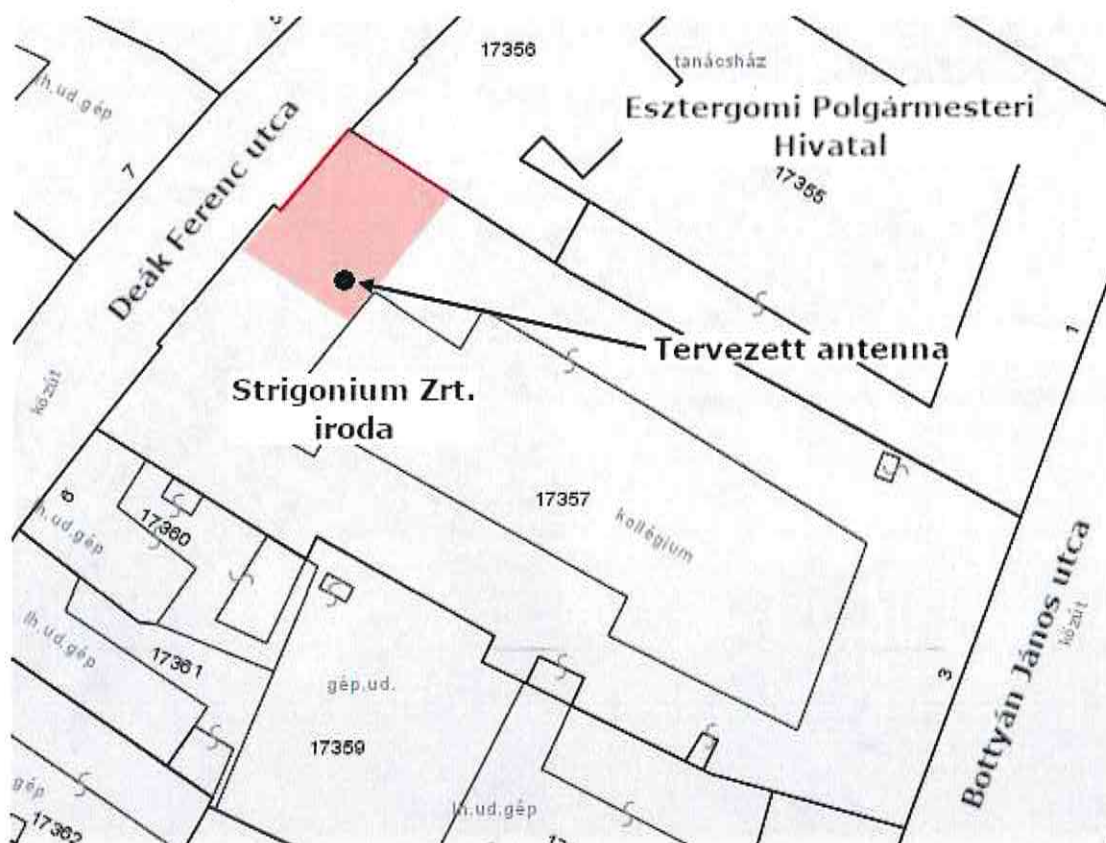 17356
tanácsház
Esztergomi Polgármesteri
Hivatal
17355
lh.ud.gép
7
Deák Ferenc utca
közút
Tervezett antenna
Strigonium Zrt.
iroda
1
17357
kollégium
8
lh.ud.gép
17360
lh.ud.gép
17361
gép.ud.
17359
3
Bottyán János utca
közút
gép
17362
lh.ud.gép